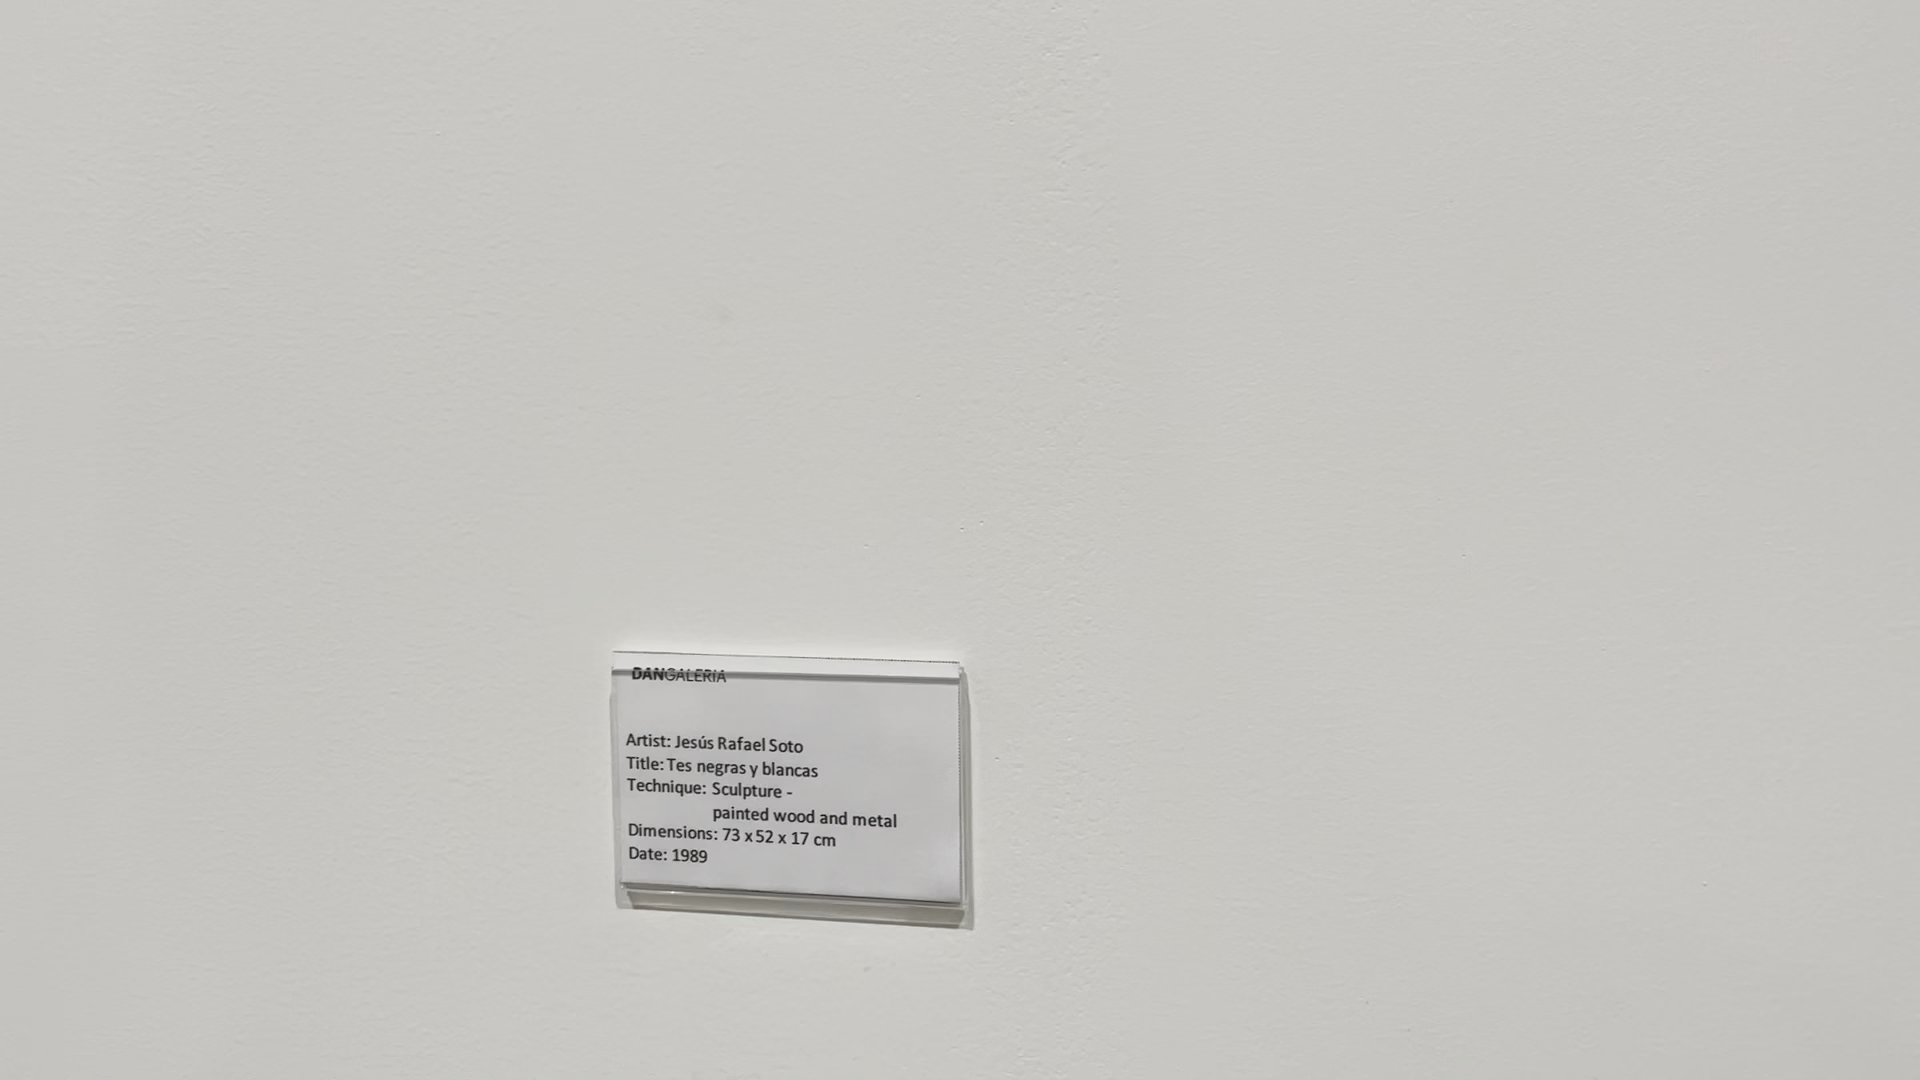 DANGALERIA
Artist: Jesús Rafael Soto
Title: Tes negras y blancas
Technique: Sculpture -
painted wood and metal
Dimensions: 73 x 52 x 17 cm
Date: 1989